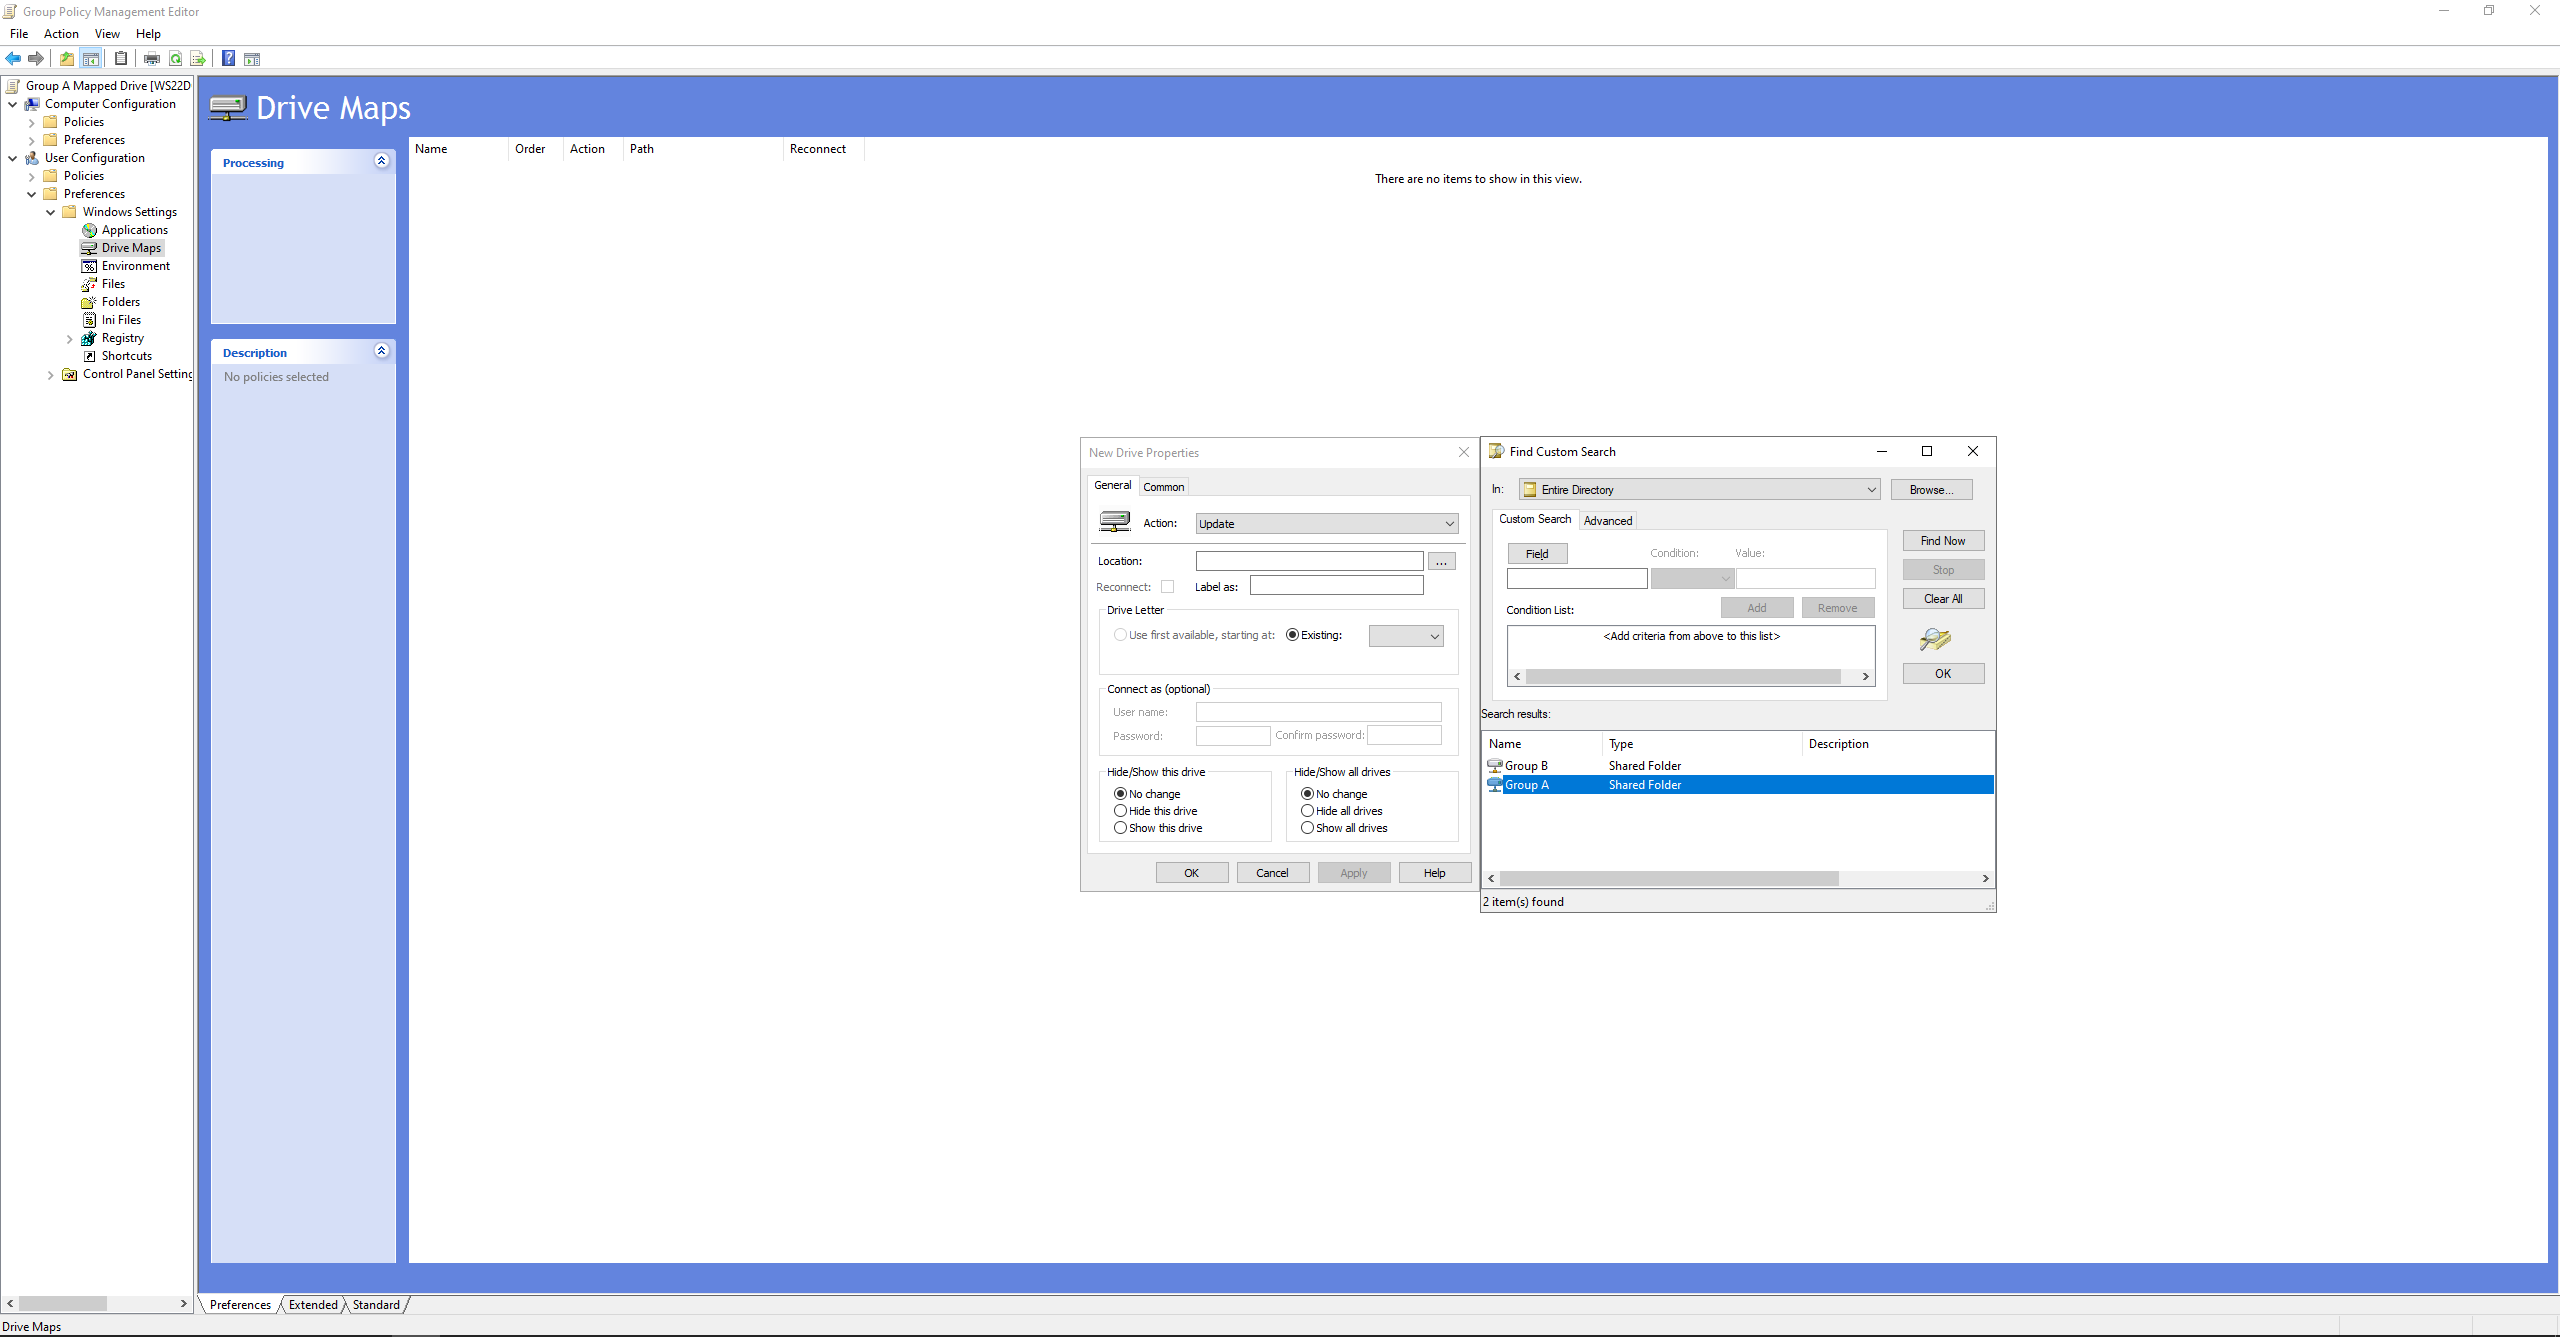 Group Policy Management Editor
File Action View Help
Group A Mapped Drive [WS22D
Computer Configuration
Policies
Preferences
User Configuration
Policies
Preferences
Windows Settings
Applications
Drive Maps
Environment
Files
Folders
Ini Files
Registry
Shortcuts
Control Panel Setting
Drive Maps
Processing
Description
No policies selected
Name Order Action Path Reconnect
There are no items to show in this view.
New Drive Properties
General Common
Action: Update
Location: ...
Reconnect: Label as:
Drive Letter
Use first available, starting at: Existing:
Connect as (optional)
User name:
Password: Confirm password:
Hide/Show this drive
No change
Hide this drive
Show this drive
Hide/Show all drives
No change
Hide all drives
Show all drives
OK Cancel Apply Help
Find Custom Search
In: Entire Directory Browse...
Custom Search Advanced
Field Condition: Value:
Condition List: Add Remove
<Add criteria from above to this list>
Find Now
Stop
Clear All
OK
Search results:
Name Type Description
Group B Shared Folder
Group A Shared Folder
2 item(s) found
Preferences Extended Standard
Drive Maps